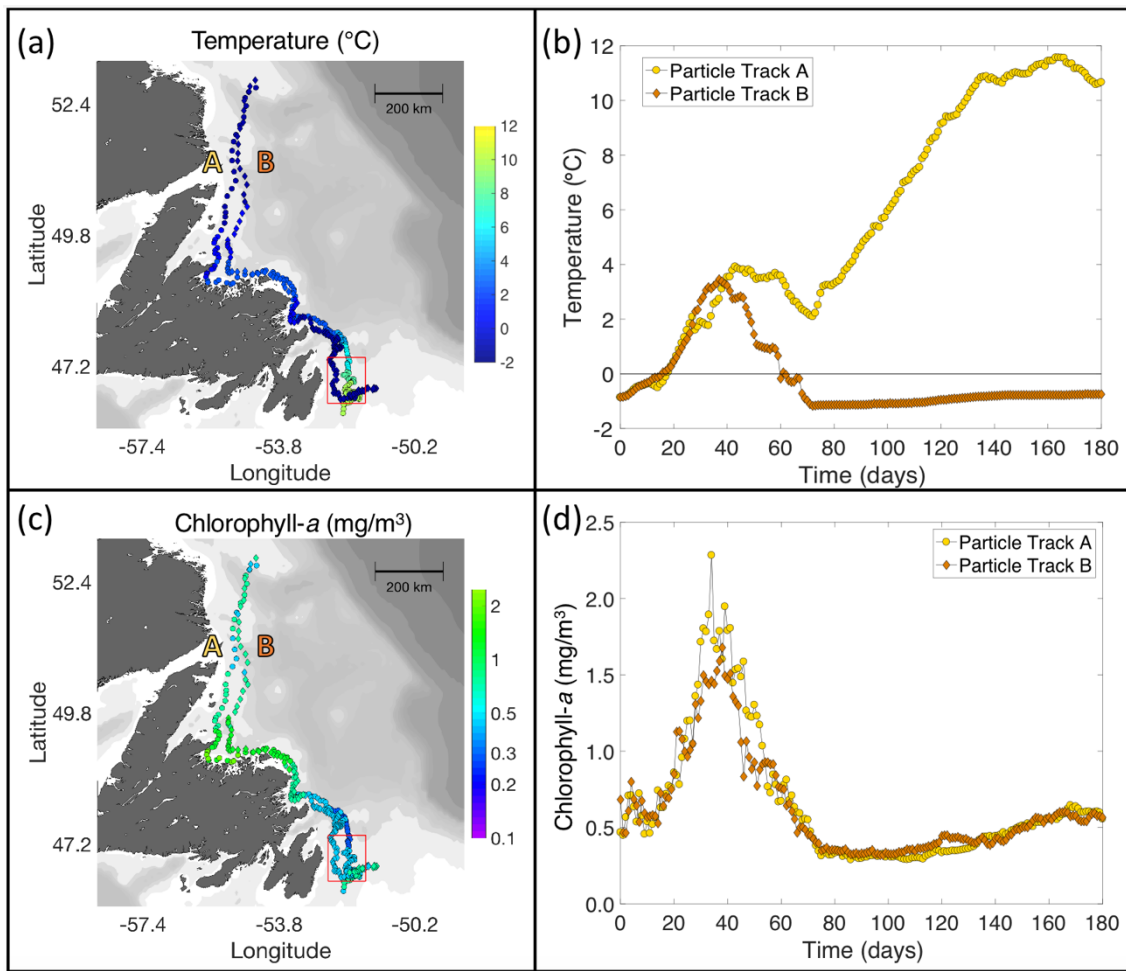 (a)
Temperature (°C)
52.4
49.8
47.2
Latitude
-57.4
-53.8
-50.2
Longitude
200 km
A
B
12
10
8
6
4
2
0
-2
(b)
12
10
8
6
4
2
0
-2
Temperature (°C)
Particle Track A
Particle Track B
0
20
40
60
80
100
120
140
160
180
Time (days)
(c)
Chlorophyll-a (mg/m³)
52.4
49.8
47.2
Latitude
-57.4
-53.8
-50.2
Longitude
200 km
A
B
2
1
0.5
0.3
0.2
0.1
(d)
2.5
2.0
1.5
1.0
0.5
0.0
Chlorophyll-a (mg/m³)
Particle Track A
Particle Track B
0
20
40
60
80
100
120
140
160
180
Time (days)